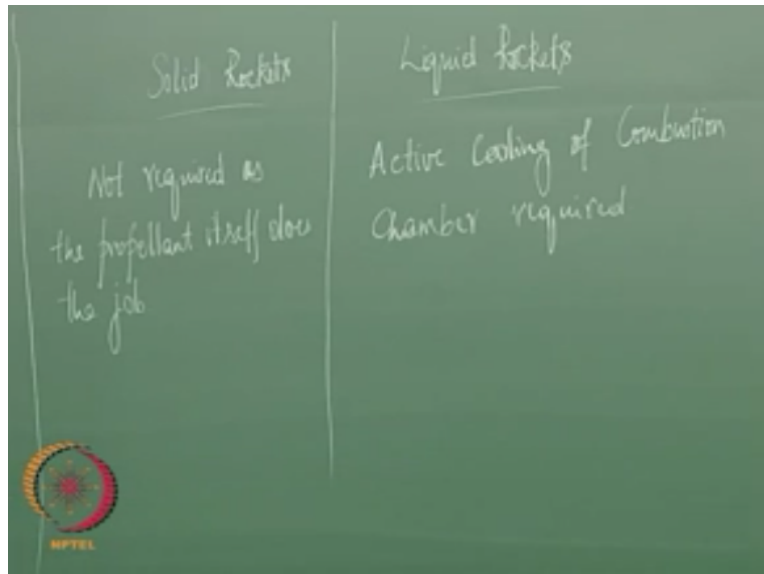 Solid Rockets
Not required as
the propellant itself does
the job
Liquid Rockets
Active Cooling of Combustion
Chamber required
NPTEL